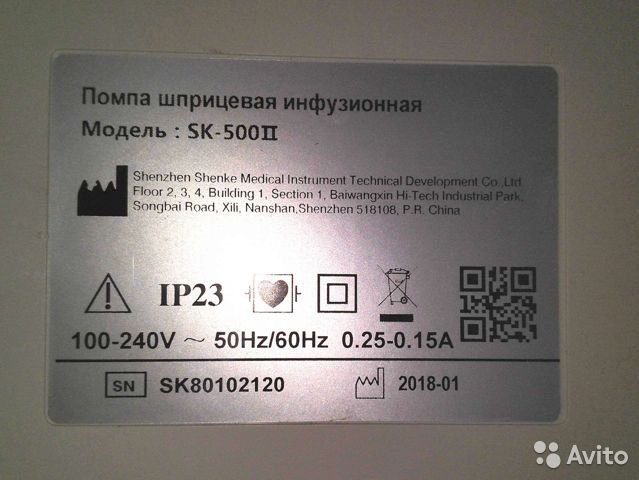 Помпа шприцевая инфузионная
Модель : SK-500II
Shenzhen Shenke Medical Instrument Technical Development Co.,Ltd
Floor 2, 3, 4, Building 1, Section 1, Baiwangxin Hi-Tech Industrial Park,
Songbai Road, Xili, Nanshan,Shenzhen 518108, P.R. China
IP23
100-240V ~ 50Hz/60Hz 0.25-0.15A
SN SK80102120 2018-01
Avito